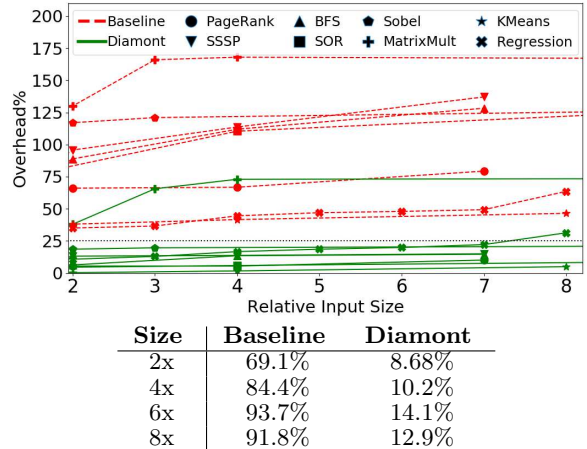 200
Baseline PageRank BFS Sobel KMeans
Diamont SSSP SOR MatrixMult Regression
175
150
125
100
75
50
25
0
Overhead%
2 3 4 5 6 7 8
Relative Input Size
Size Baseline Diamont
2x 69.1% 8.68%
4x 84.4% 10.2%
6x 93.7% 14.1%
8x 91.8% 12.9%